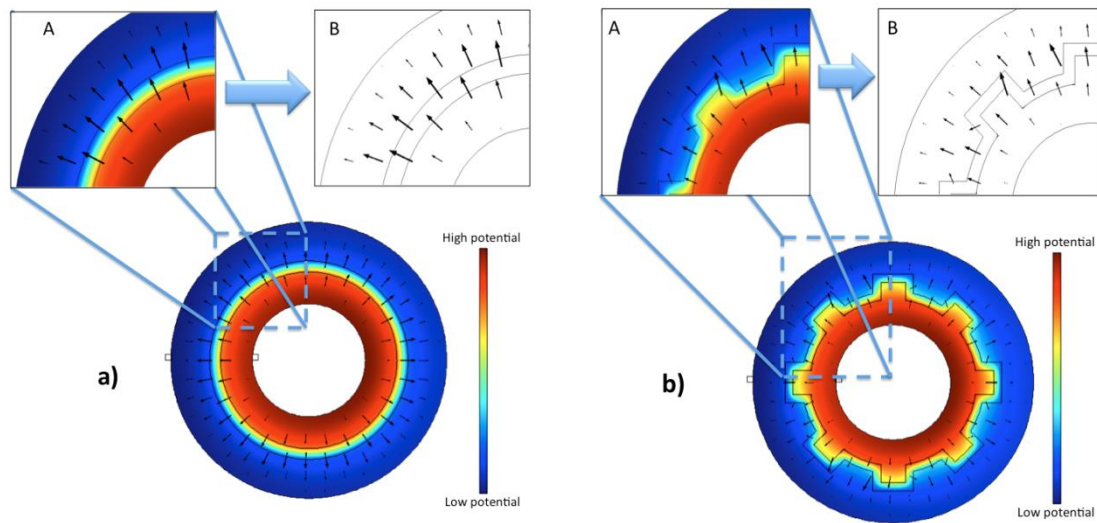 A
B
High potential
Low potential
a)
A
B
High potential
Low potential
b)